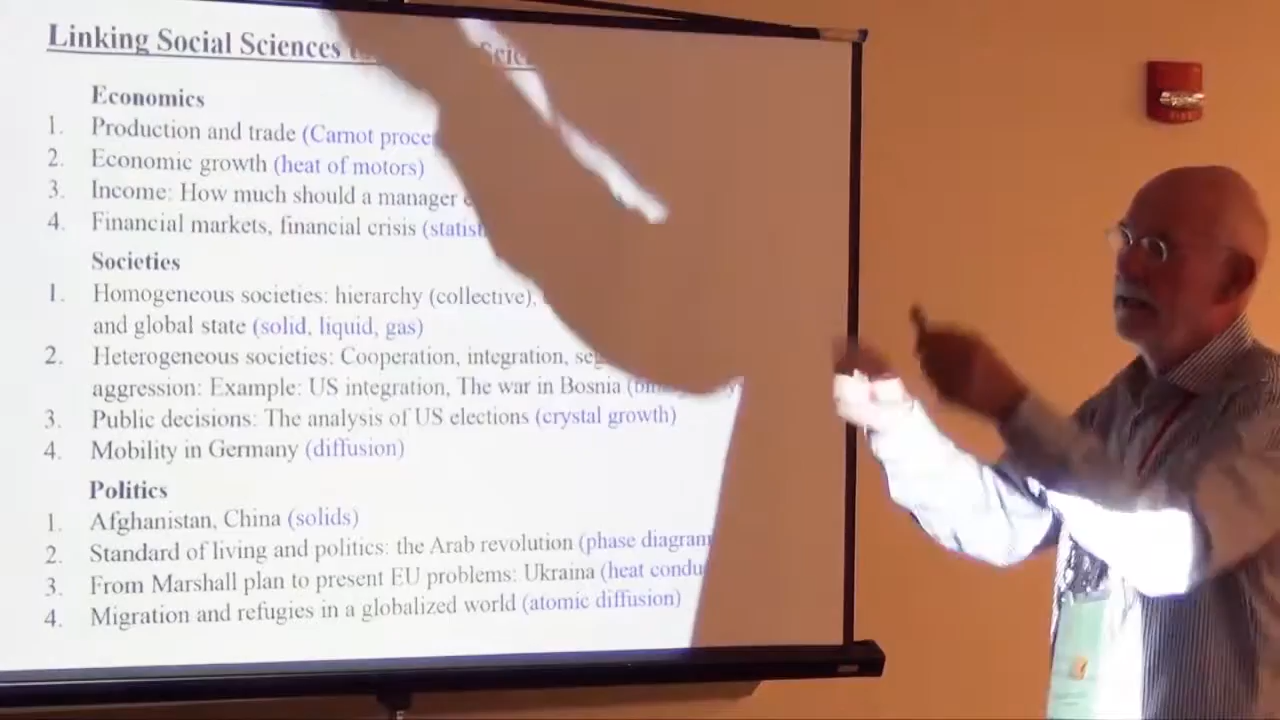 Linking Social Sciences
Economics
1. Production and trade (Carnot
2. Economic growth (heat of motors)
3. Income: How much should a manager
4. Financial markets, financial crisis
Societies
1. Homogeneous societies: hierarchy (collective),
and global state (solid, liquid, gas)
2. Heterogeneous societies: Cooperation, integration,
aggression: Example: US integration, The war in Bosnia
3. Public decisions: The analysis of US elections (crystal growth)
4. Mobility in Germany (diffusion)
Politics
1. Afghanistan, China (solids)
2. Standard of living and politics: the Arab revolution (phase diagram
3. From Marshall plan to present EU problems: Ukraina (heat
4. Migration and refugies in a globalized world (atomic diffusion)